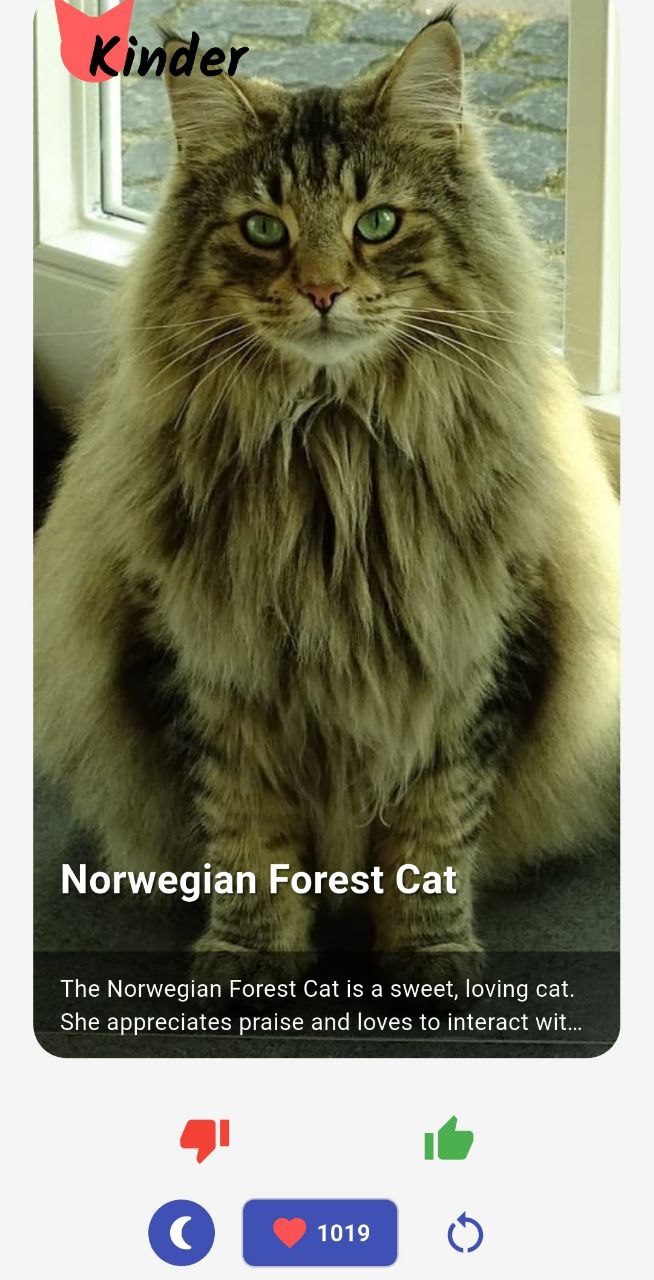 Kinder
Norwegian Forest Cat
The Norwegian Forest Cat is a sweet, loving cat.
She appreciates praise and loves to interact wit…
1019